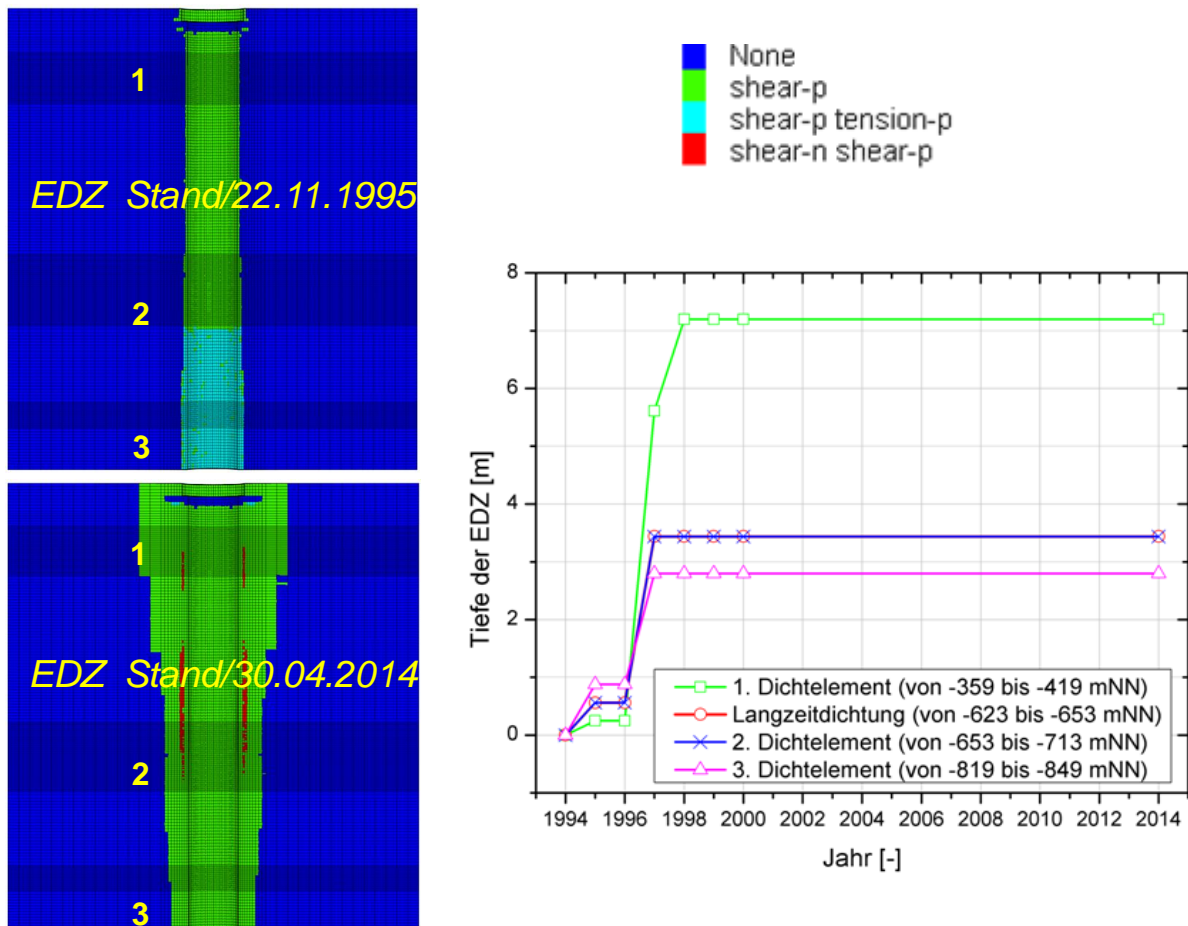 1
EDZ Stand/22.11.1995
2
3
1
EDZ Stand/30.04.2014
2
3
None
shear-p
shear-p tension-p
shear-n shear-p
Tiefe der EDZ [m]
8
6
4
2
0
1. Dichtelement (von -359 bis -419 mNN)
Langzeitdichtung (von -623 bis -653 mNN)
2. Dichtelement (von -653 bis -713 mNN)
3. Dichtelement (von -819 bis -849 mNN)
1994 1996 1998 2000 2002 2004 2006 2008 2010 2012 2014
Jahr [-]